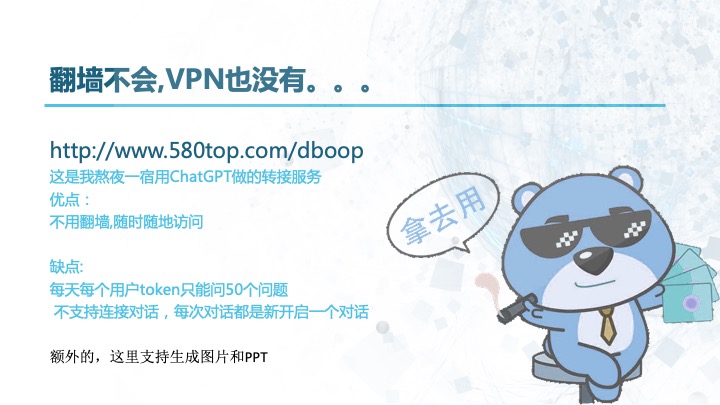 翻墙不会,VPN也没有。。。
http://www.580top.com/dboop
这是我熬夜一宿用ChatGPT做的转接服务
优点：
不用翻墙,随时随地访问
缺点:
每天每个用户token只能问50个问题
不支持连接对话，每次对话都是新开启一个对话
额外的，这里支持生成图片和PPT
拿去用